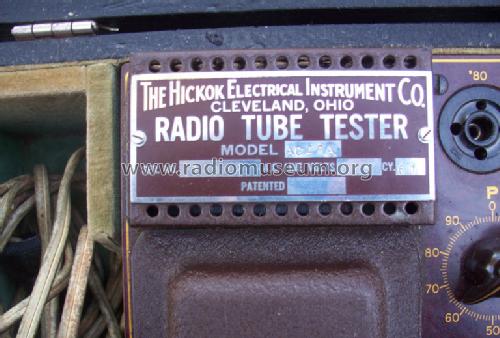 THE HICKOK ELECTRICAL INSTRUMENT CO.
CLEVELAND, OHIO
RADIO TUBE TESTER
MODEL
www.radiomuseum.org
CY.
PATENTED
'80
P
0
90
80
70
60
50